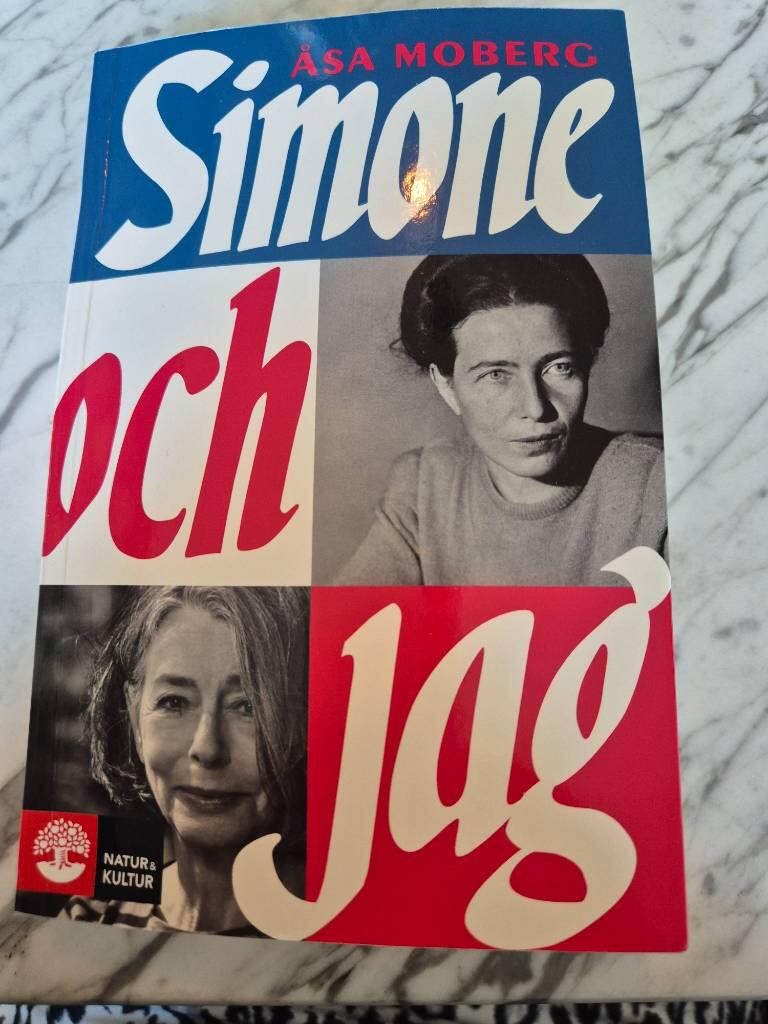 ÅSA MOBERG
Simone
och
jag
NATUR &
KULTUR